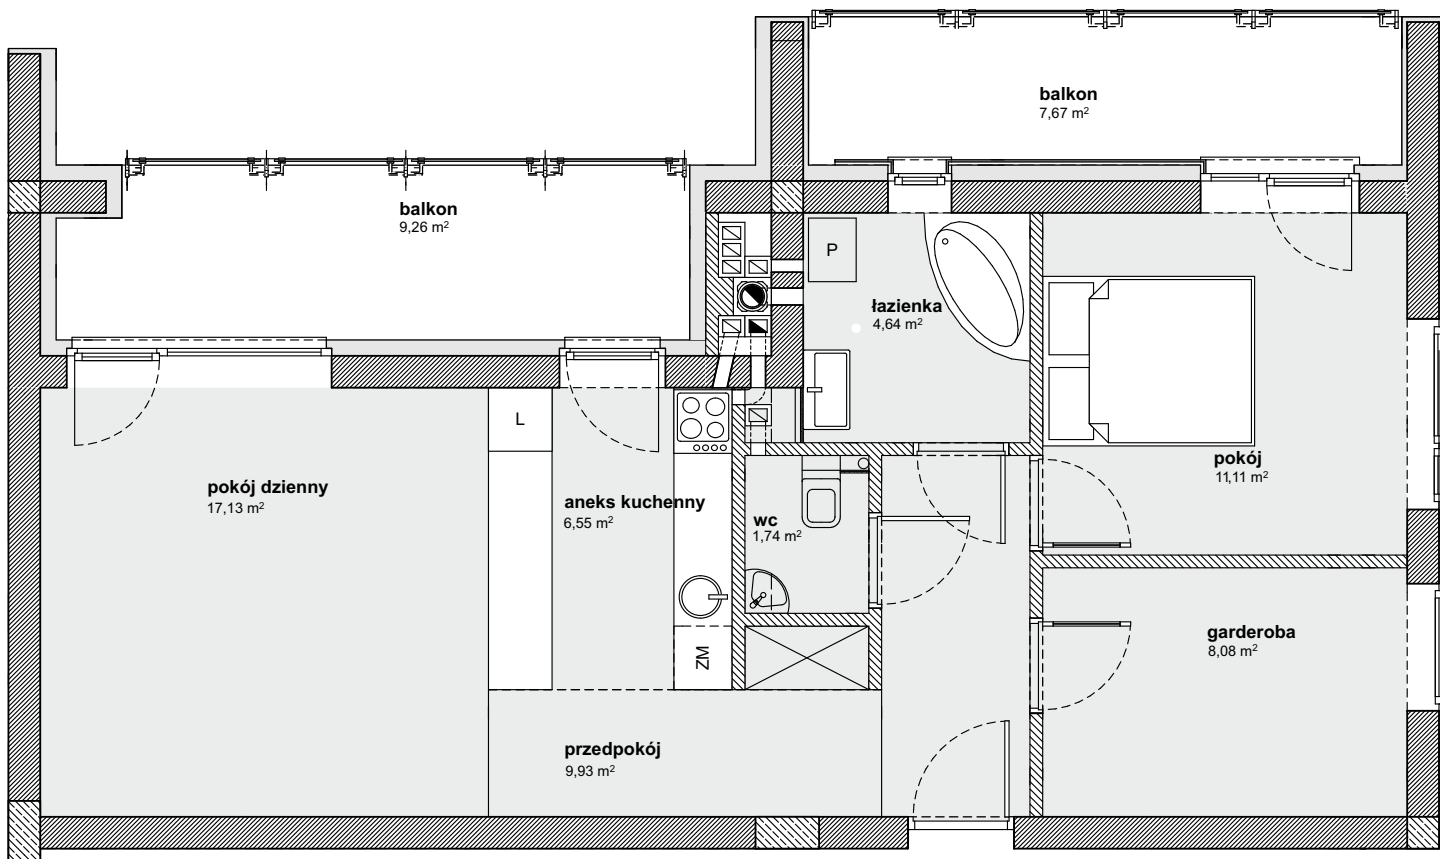 balkon
7,67 m²
balkon
9,26 m²
P
łazienka
4,64 m²
L
pokój
11,11 m²
pokój dzienny
17,13 m²
aneks kuchenny
6,55 m²
wc
1,74 m²
garderoba
8,08 m²
ZM
przedpokój
9,93 m²